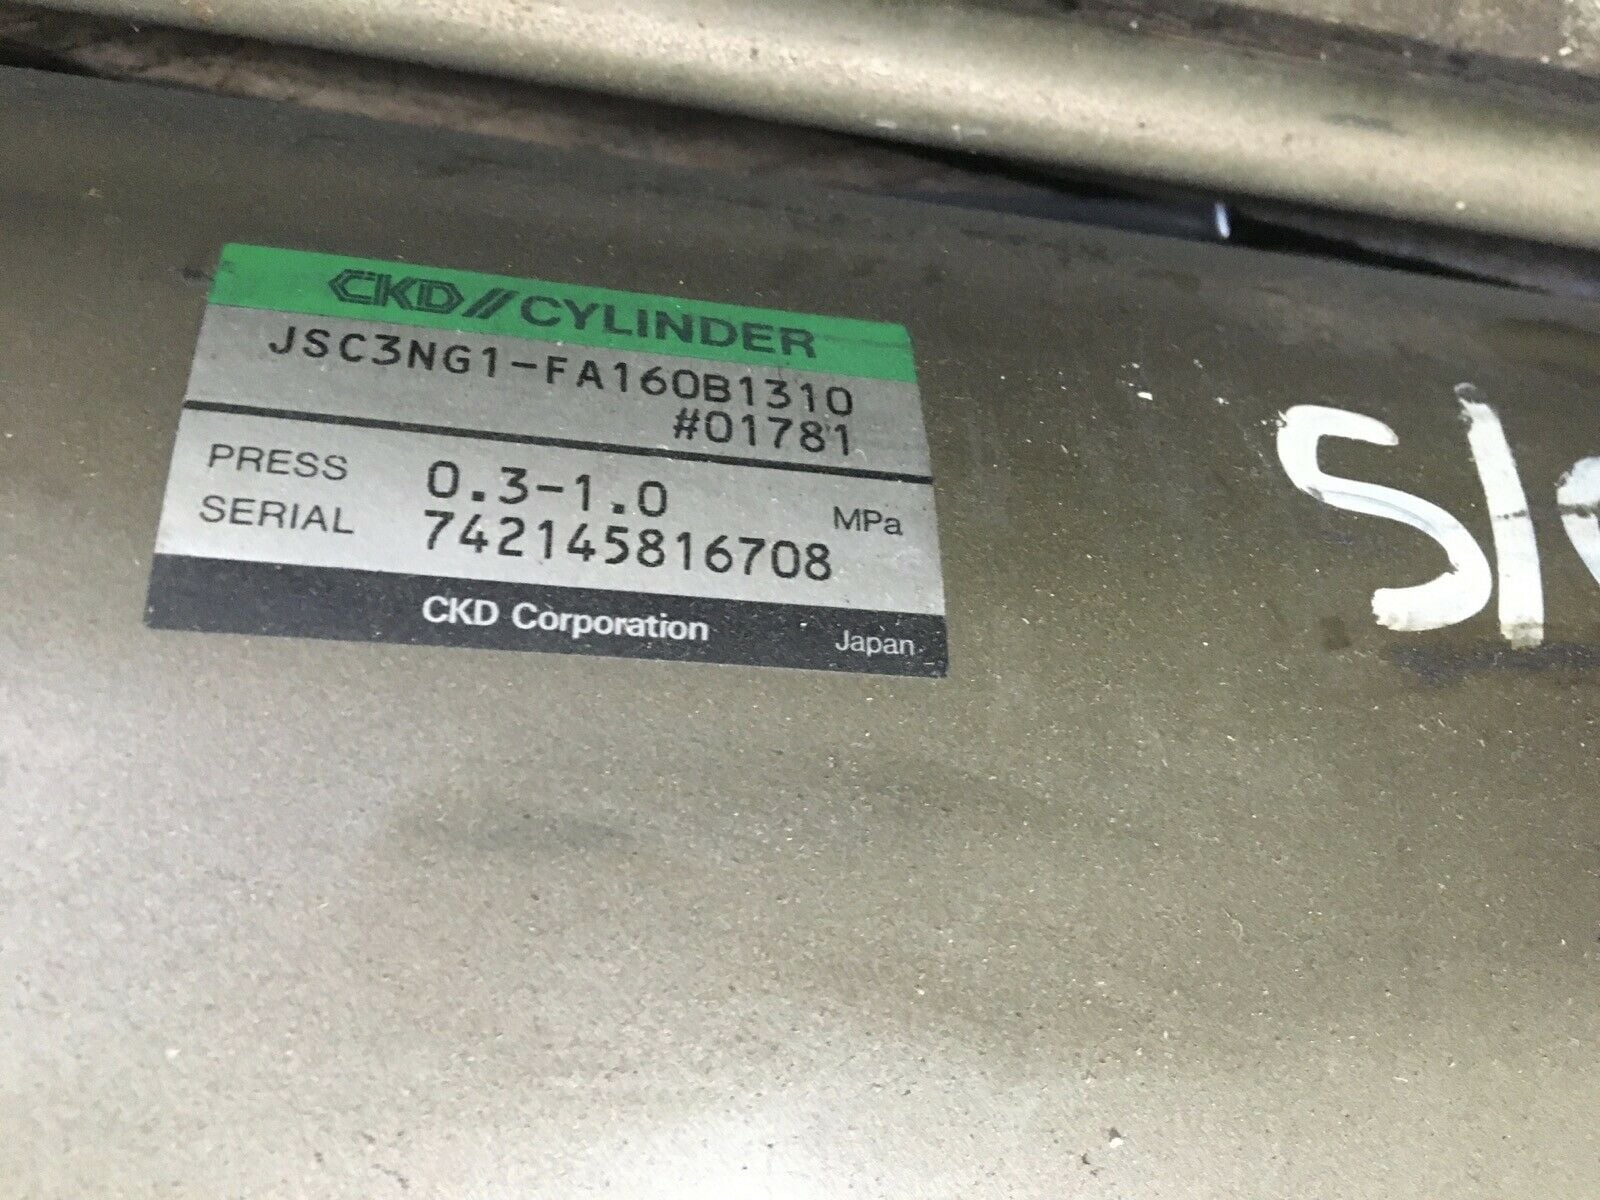 CKD//CYLINDER
JSC3NG1-FA160B1310
#01781
PRESS 0.3-1.0 MPa
SERIAL 742145816708
CKD Corporation Japan